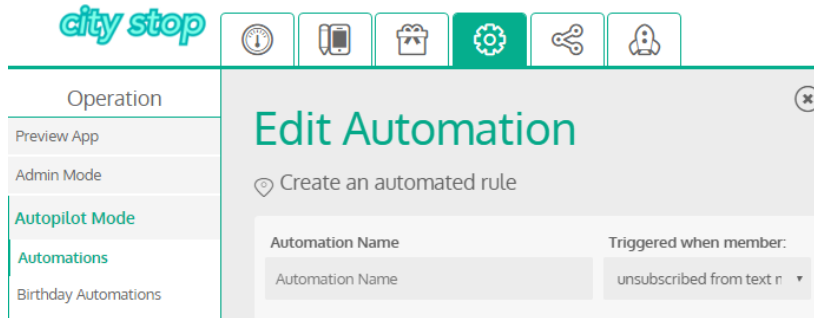 city stop
Operation
Preview App
Admin Mode
Autopilot Mode
Automations
Birthday Automations
Edit Automation
Create an automated rule
Automation Name
Automation Name
Triggered when member:
unsubscribed from text